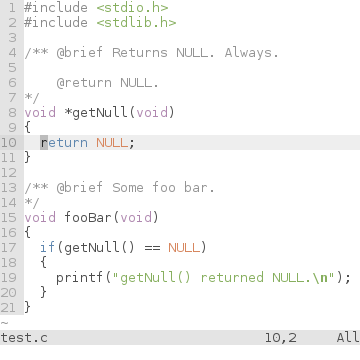 1 #include <stdio.h>
2 #include <stdlib.h>
3
4 /** @brief Returns NULL. Always.
5
6     @return NULL.
7 */
8 void *getNull(void)
9 {
10   return NULL;
11 }
12
13 /** @brief Some foo bar.
14 */
15 void fooBar(void)
16 {
17   if(getNull() == NULL)
18   {
19     printf("getNull() returned NULL.\n");
20   }
21 }
~
test.c 10,2 All